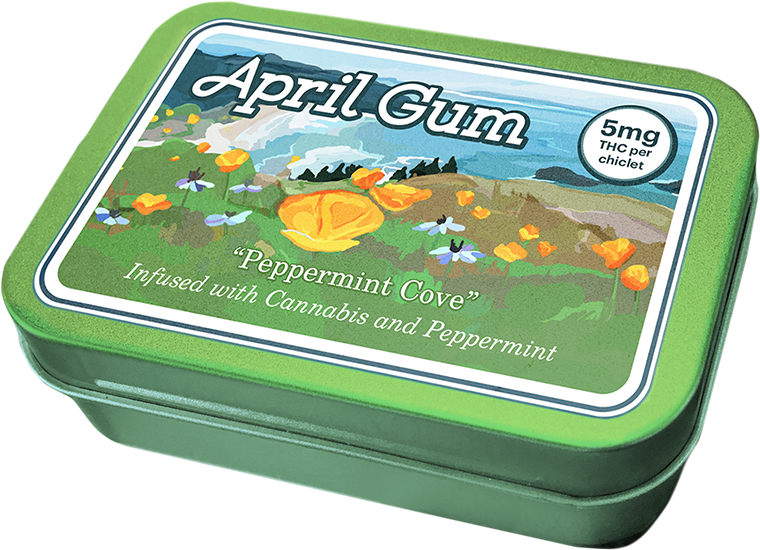 April Gum
5mg
THC per
chiclet
“Peppermint Cove”
Infused with Cannabis and Peppermint